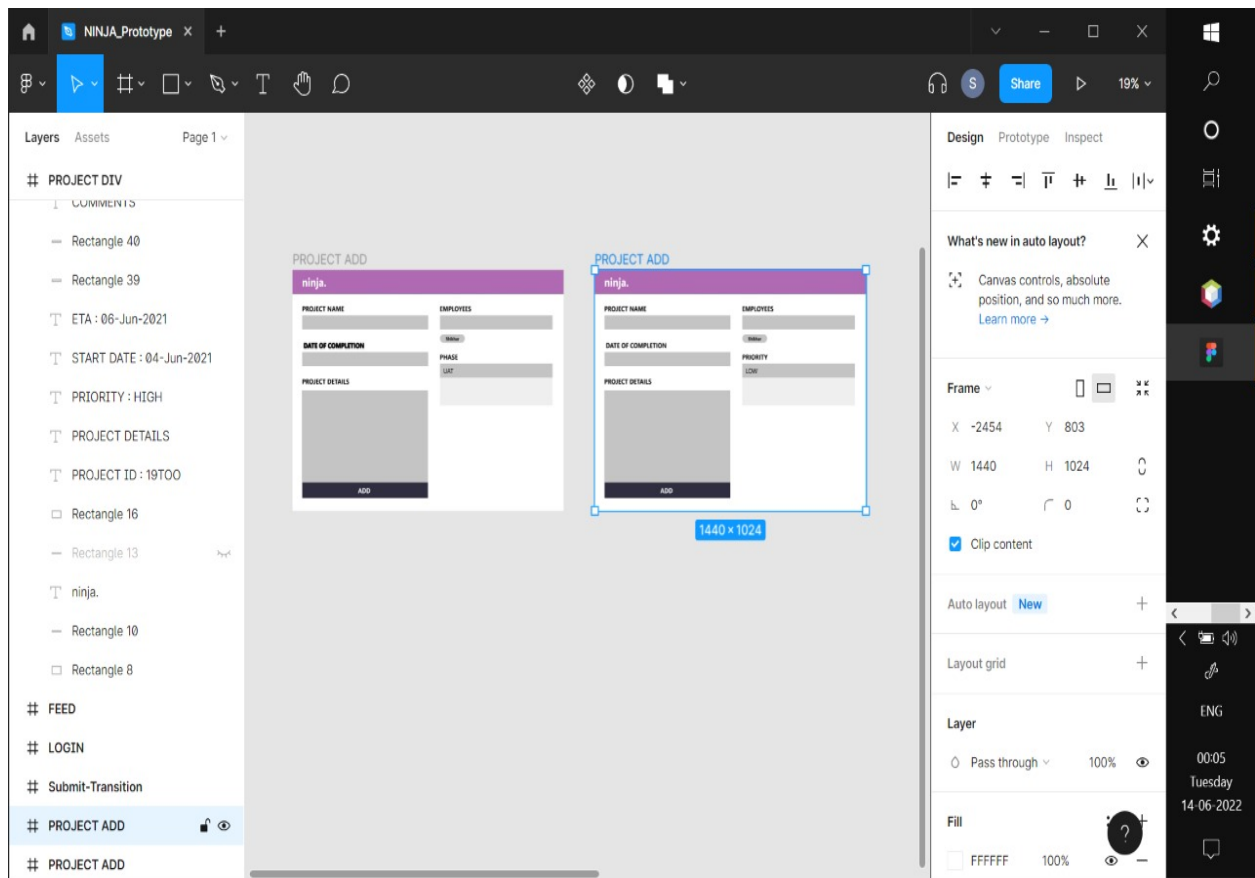 NINJA_Prototype
Share
S
19%
Layers Assets Page 1
PROJECT DIV
COMMENTS
Rectangle 40
Rectangle 39
ETA : 06-Jun-2021
START DATE : 04-Jun-2021
PRIORITY : HIGH
PROJECT DETAILS
PROJECT ID : 19TOO
Rectangle 16
Rectangle 13
ninja.
Rectangle 10
Rectangle 8
FEED
LOGIN
Submit-Transition
PROJECT ADD
PROJECT ADD
PROJECT ADD
ninja.
PROJECT NAME EMPLOYEES
DATE OF COMPLETION
PHASE
UAT
PROJECT DETAILS
ADD
PROJECT ADD
ninja.
PROJECT NAME EMPLOYEES
DATE OF COMPLETION
PRIORITY
LOW
PROJECT DETAILS
ADD
1440 × 1024
Design Prototype Inspect
What's new in auto layout?
Canvas controls, absolute
position, and so much more.
Learn more →
Frame
X -2454 Y 803
W 1440 H 1024
0° 0
Clip content
Auto layout New
Layout grid
Layer
Pass through 100%
Fill
?
FFFFFF 100%
ENG
00:05
Tuesday
14-06-2022